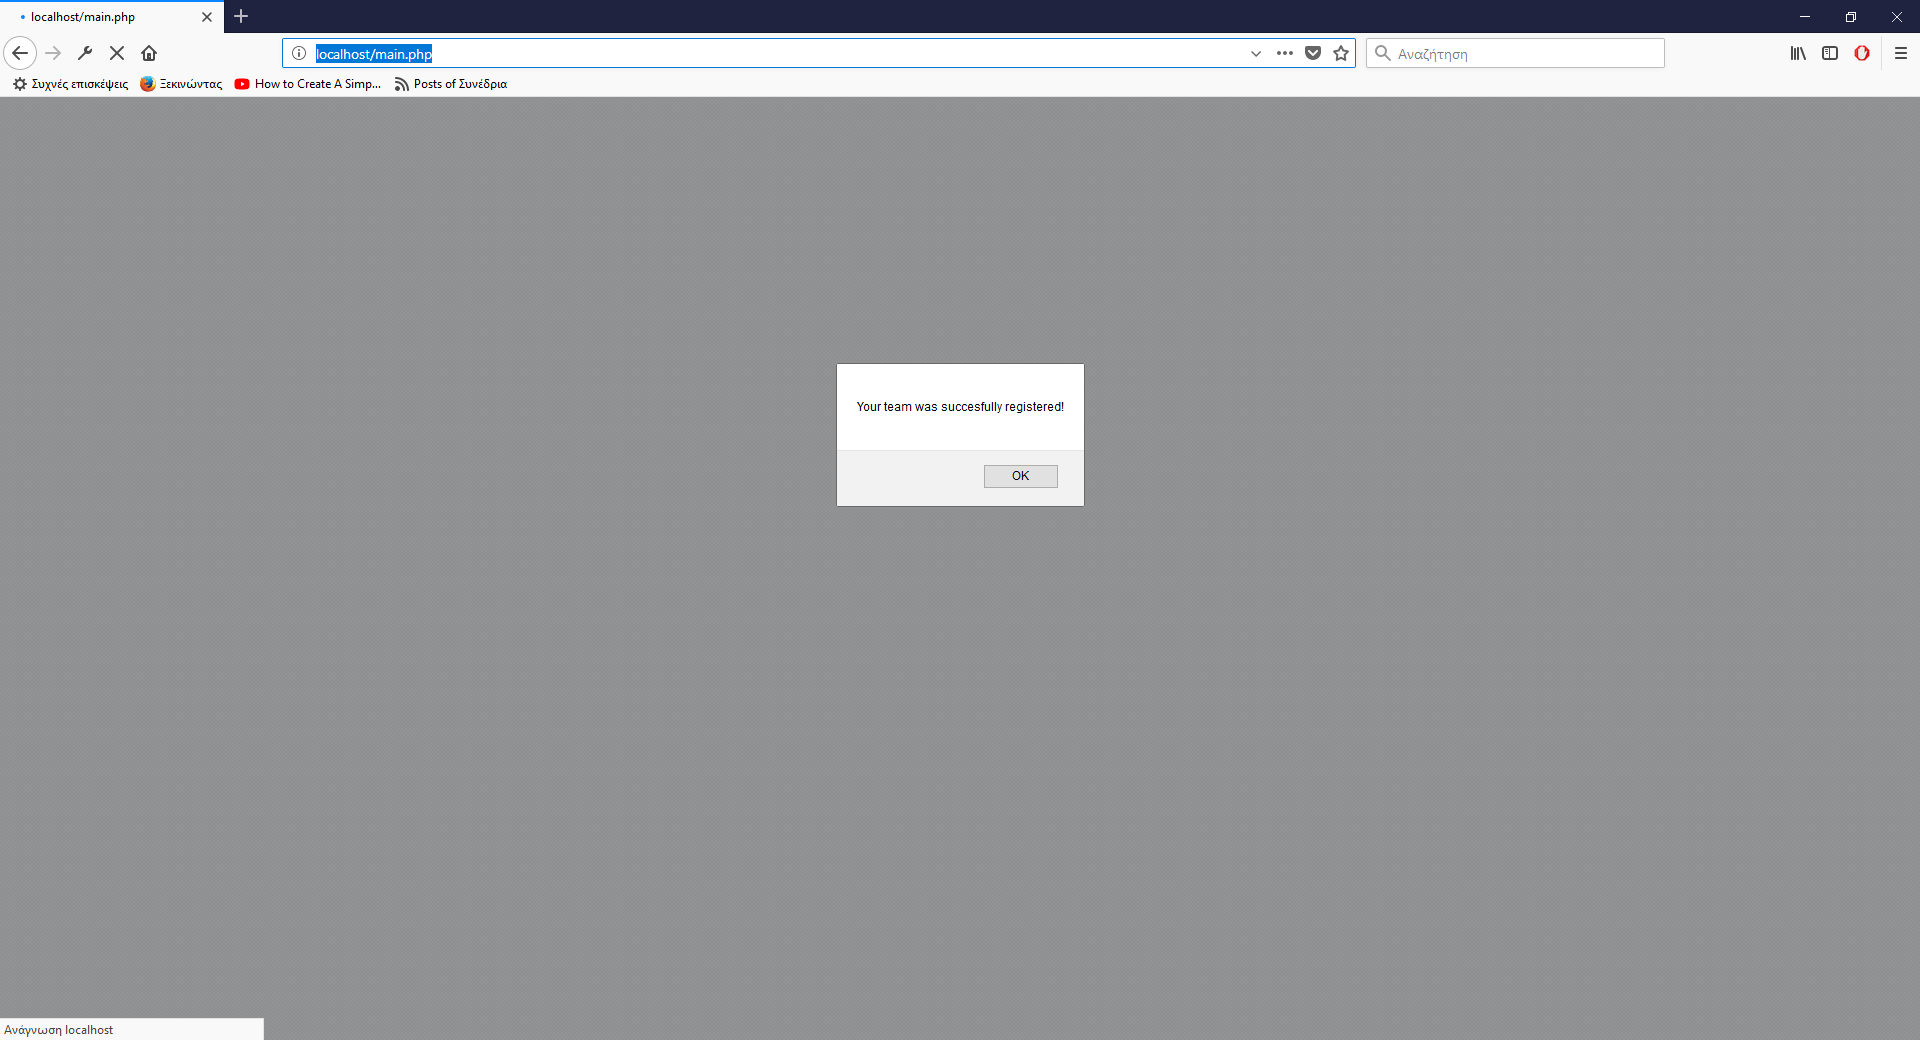 localhost/main.php
localhost/main.php
Αναζήτηση
Συχνές επισκέψεις
Ξεκινώντας
How to Create A Simp...
Posts of Συνέδρια
Your team was succesfully registered!
OK
Ανάγνωση localhost